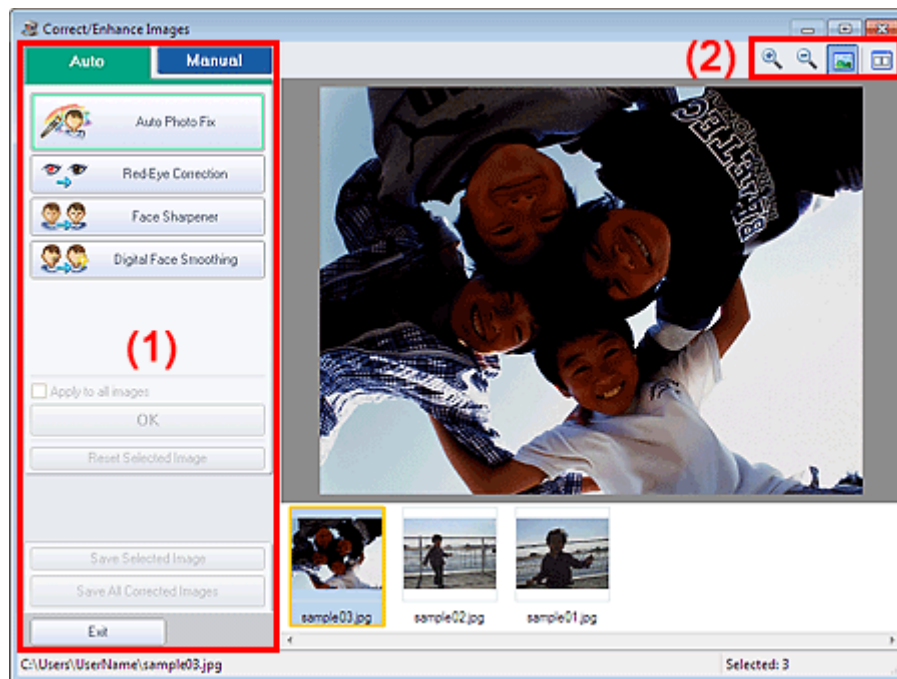 Correct/Enhance Images
Auto
Manual
(2)
Auto Photo Fix
Red-Eye Correction
Face Sharpener
Digital Face Smoothing
(1)
Apply to all images
OK
Reset Selected Image
Save Selected Image
Save All Corrected Images
Exit
sample03.jpg
sample02.jpg
sample01.jpg
C:\Users\UserName\sample03.jpg
Selected: 3